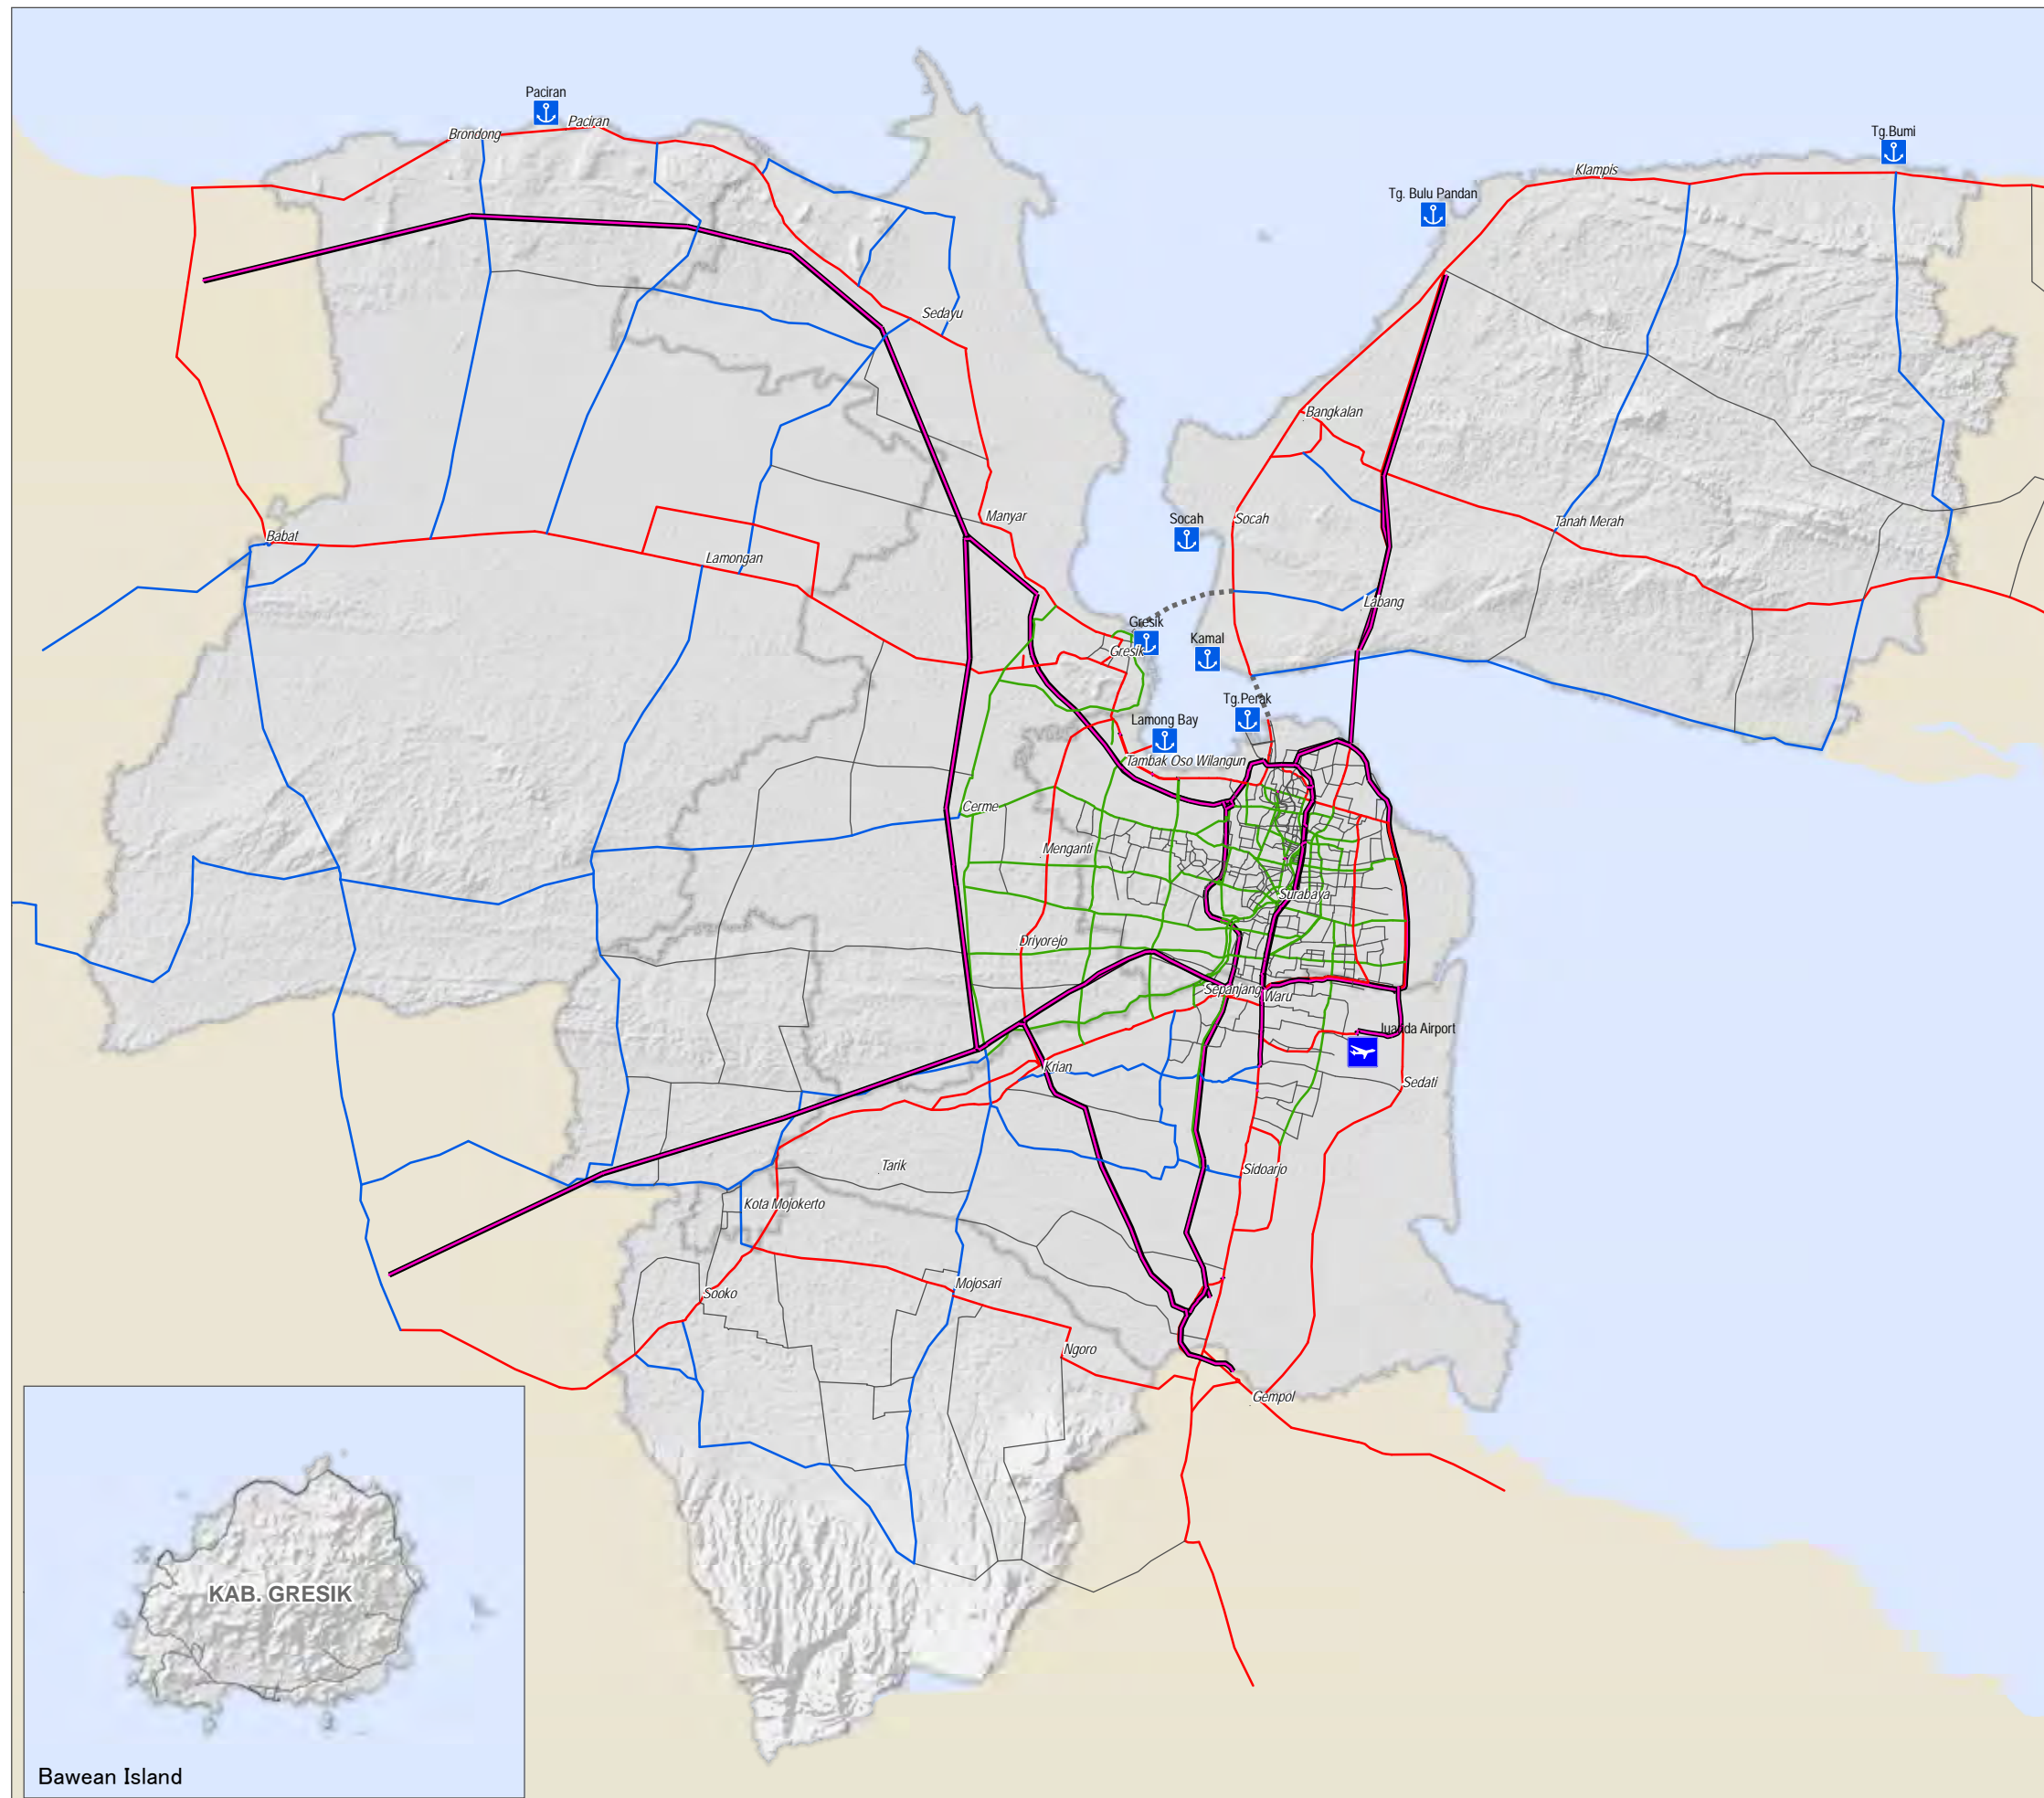 Paciran
Paciran
Brondong
Tg.Bumi
Klampis
Tg. Bulu Pandan
Sedayu
Bangkalan
Manyar
Socah
Socah
Tanah Merah
Babat
Lamongan
Labang
Gresik
Kamal
Gresik
Tg.Perak
Lamong Bay
Tambak Oso Wilangun
Cerme
Menganti
Surabaya
Driyorejo
Sepanjang
Waru
Juanda Airport
Krian
Sedati
Tarik
Sidoarjo
Kota Mojokerto
Mojosari
Sooko
Ngoro
Gempol
KAB. GRESIK
Bawean Island